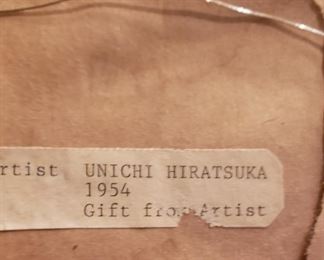 rtist UNICHI HIRATSUKA
1954
Gift from Artist